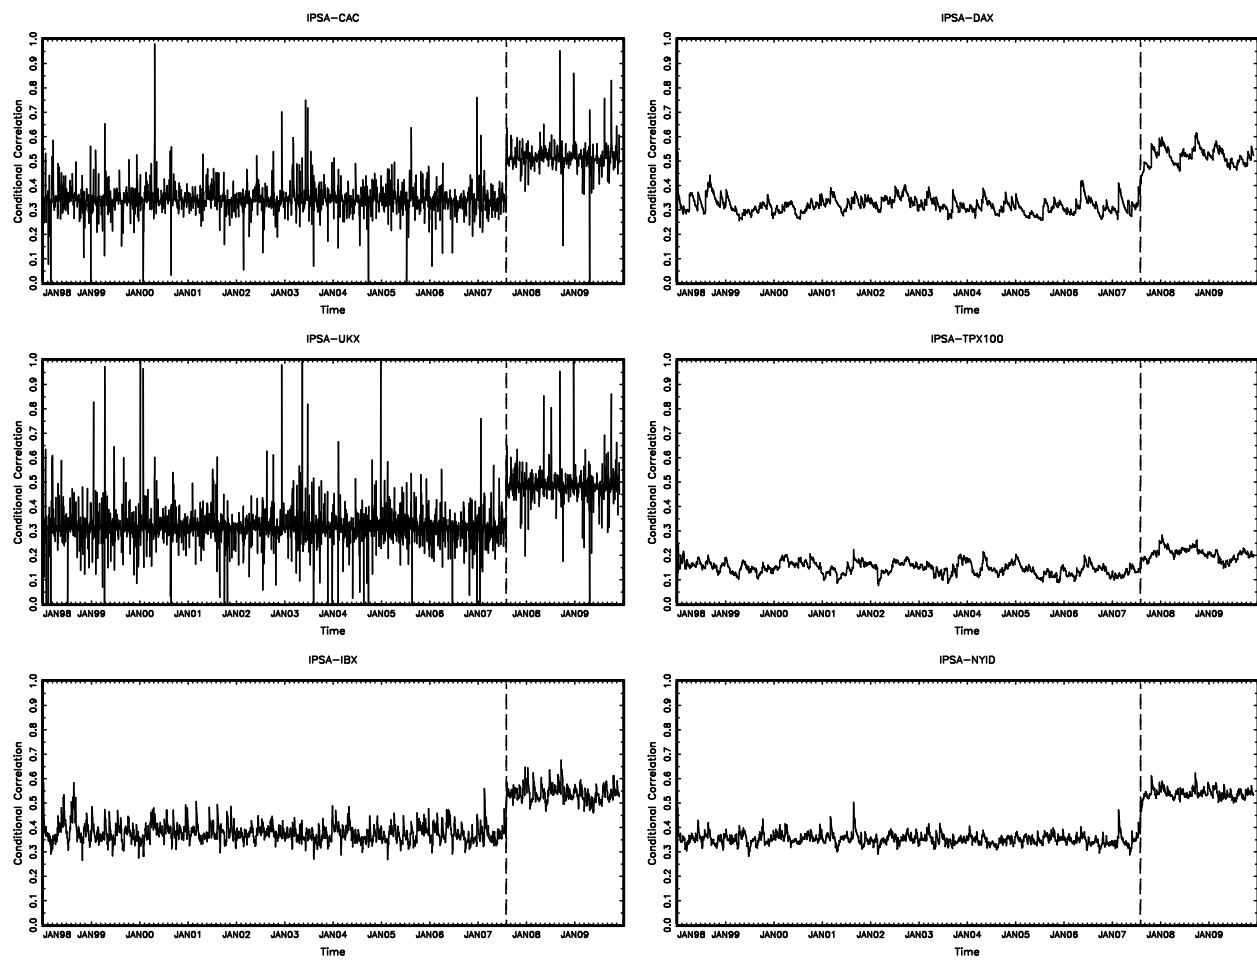 IPSA-CAC
Conditional Correlation
0.0 0.1 0.2 0.3 0.4 0.5 0.6 0.7 0.8 0.9 1.0
JAN98 JAN99 JAN00 JAN01 JAN02 JAN03 JAN04 JAN05 JAN06 JAN07 JAN08 JAN09
Time
IPSA-DAX
Conditional Correlation
0.0 0.1 0.2 0.3 0.4 0.5 0.6 0.7 0.8 0.9 1.0
JAN98 JAN99 JAN00 JAN01 JAN02 JAN03 JAN04 JAN05 JAN06 JAN07 JAN08 JAN09
Time
IPSA-UKX
Conditional Correlation
0.0 0.1 0.2 0.3 0.4 0.5 0.6 0.7 0.8 0.9 1.0
JAN98 JAN99 JAN00 JAN01 JAN02 JAN03 JAN04 JAN05 JAN06 JAN07 JAN08 JAN09
Time
IPSA-TPX100
Conditional Correlation
0.0 0.1 0.2 0.3 0.4 0.5 0.6 0.7 0.8 0.9 1.0
JAN98 JAN99 JAN00 JAN01 JAN02 JAN03 JAN04 JAN05 JAN06 JAN07 JAN08 JAN09
Time
IPSA-IBX
Conditional Correlation
0.0 0.1 0.2 0.3 0.4 0.5 0.6 0.7 0.8 0.9 1.0
JAN98 JAN99 JAN00 JAN01 JAN02 JAN03 JAN04 JAN05 JAN06 JAN07 JAN08 JAN09
Time
IPSA-NYID
Conditional Correlation
0.0 0.1 0.2 0.3 0.4 0.5 0.6 0.7 0.8 0.9 1.0
JAN98 JAN99 JAN00 JAN01 JAN02 JAN03 JAN04 JAN05 JAN06 JAN07 JAN08 JAN09
Time